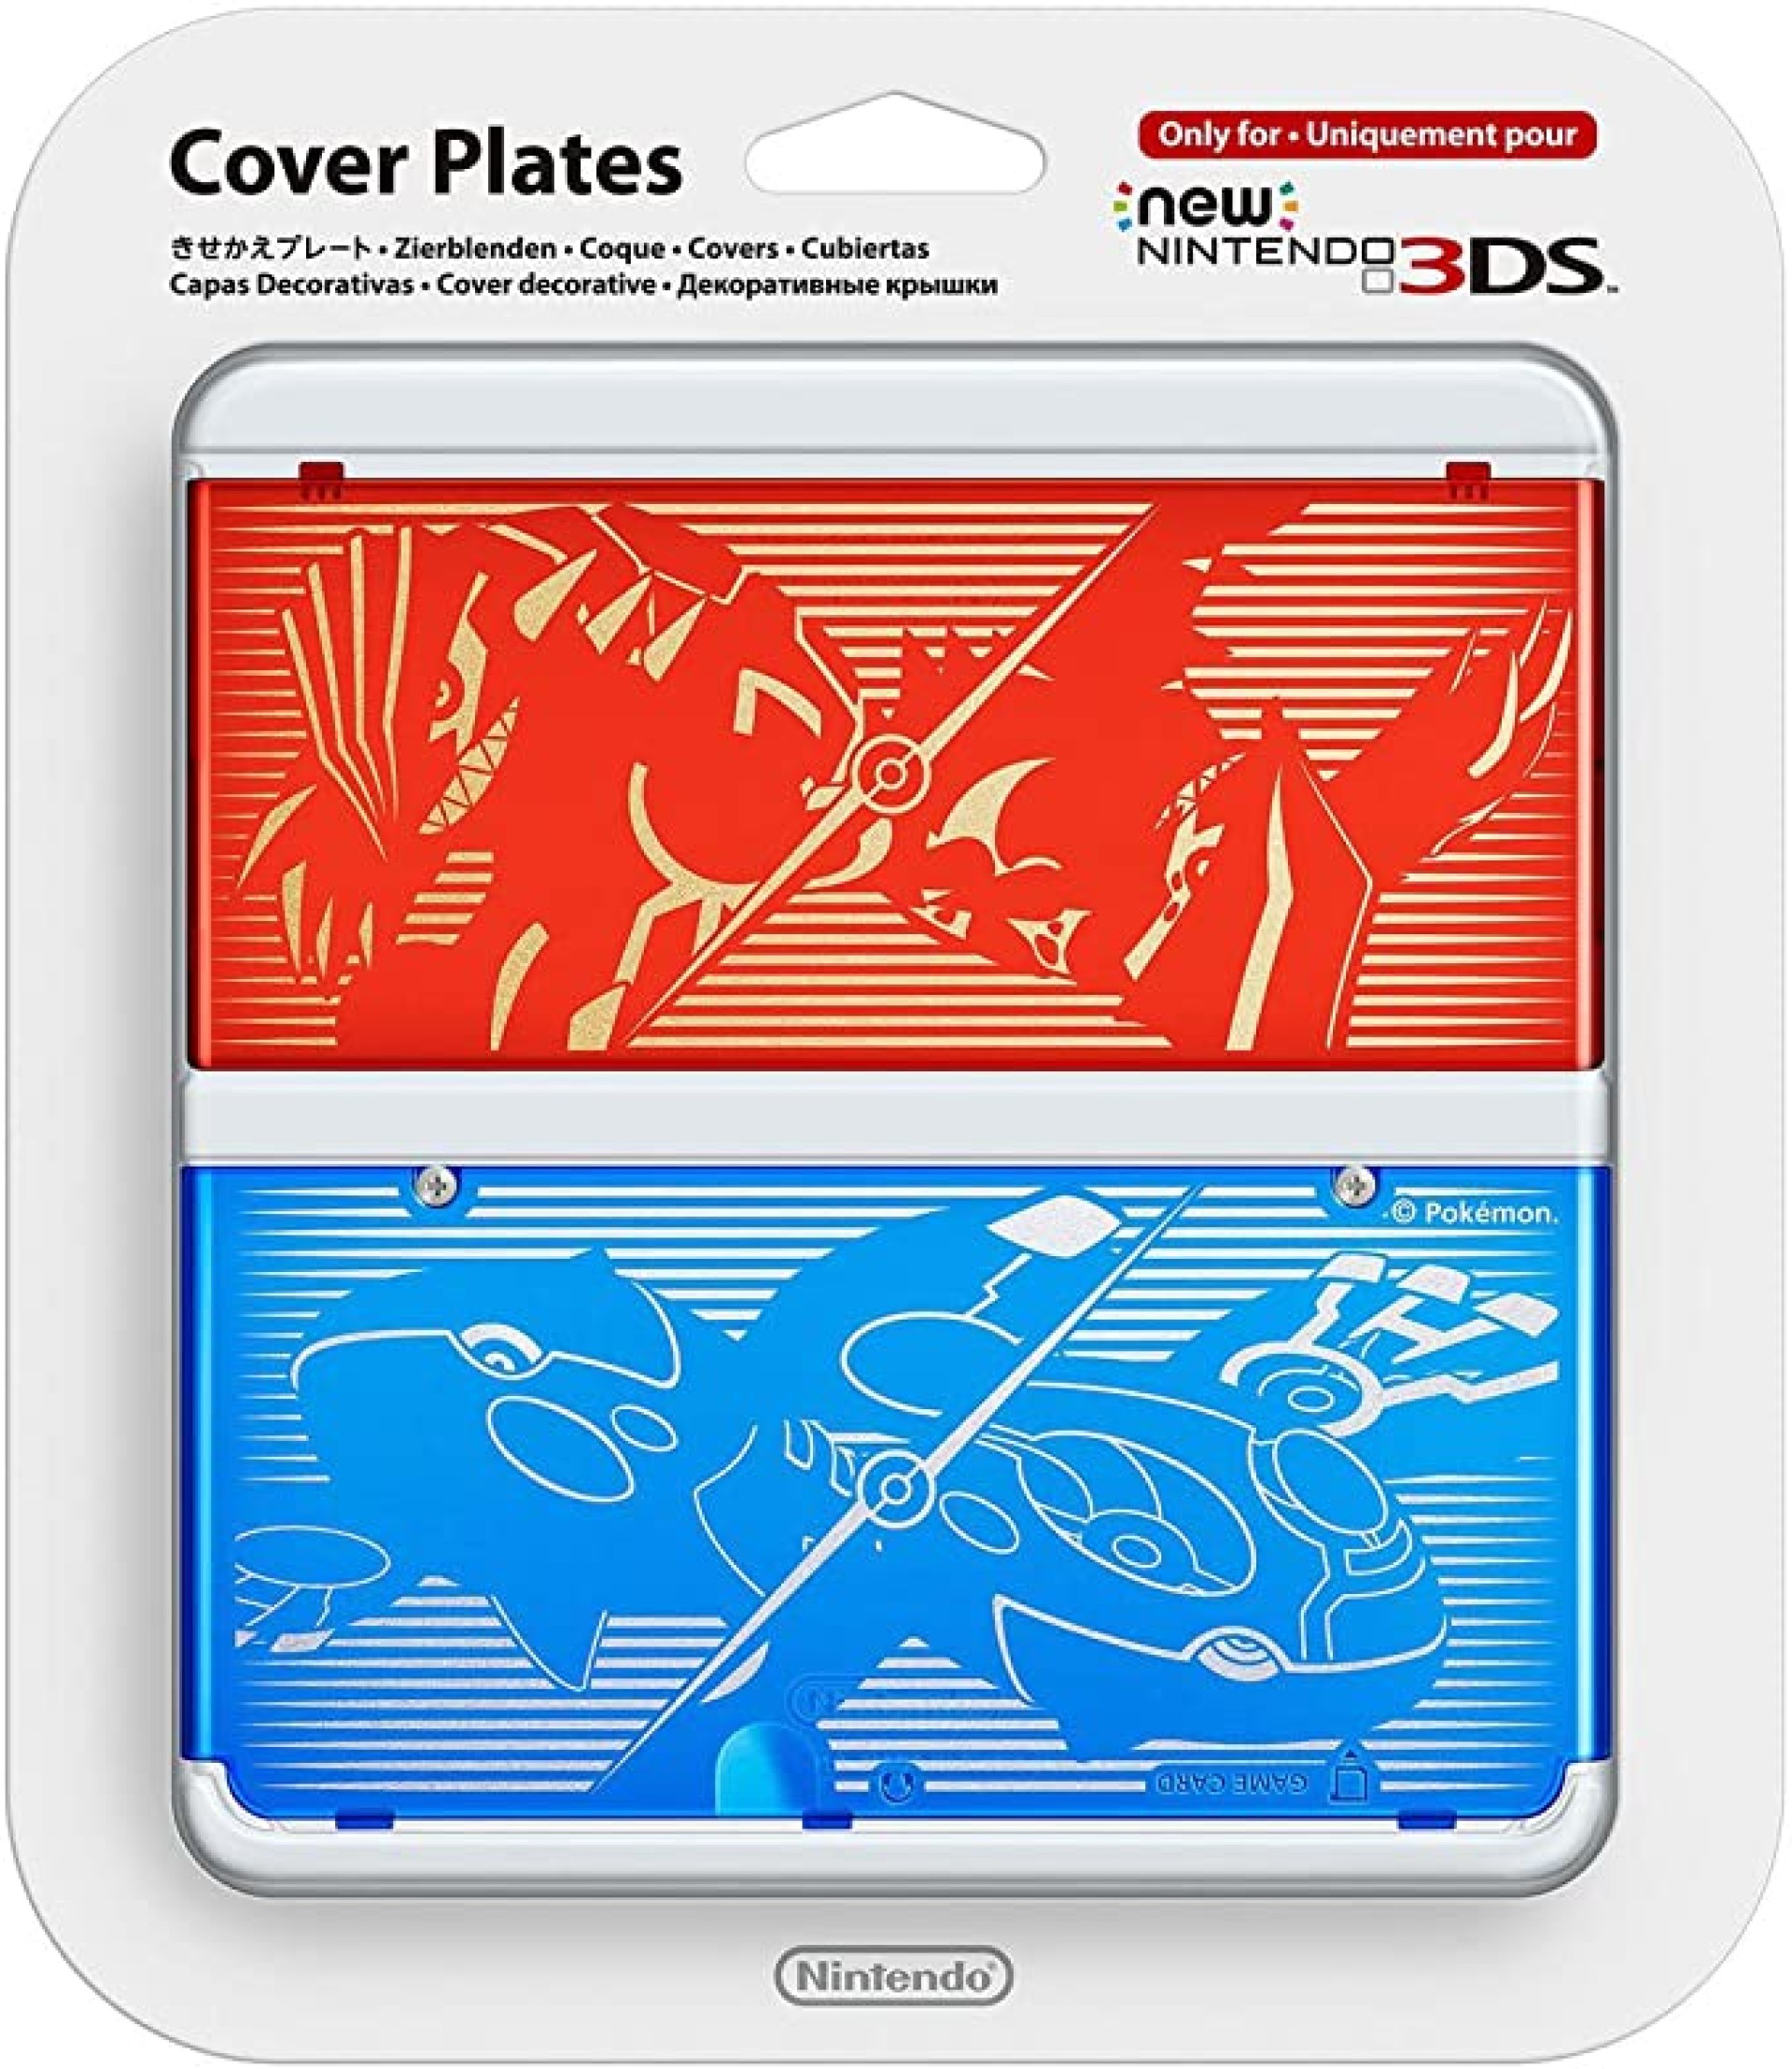 Cover Plates
Only for • Uniquement pour
new
NINTENDO 3DS™
きせかえプレート • Zierblenden • Coque • Covers • Cubiertas
Capas Decorativas • Cover decorative • Декоративные крышки
© Pokémon.
GAME CARD
Nintendo®